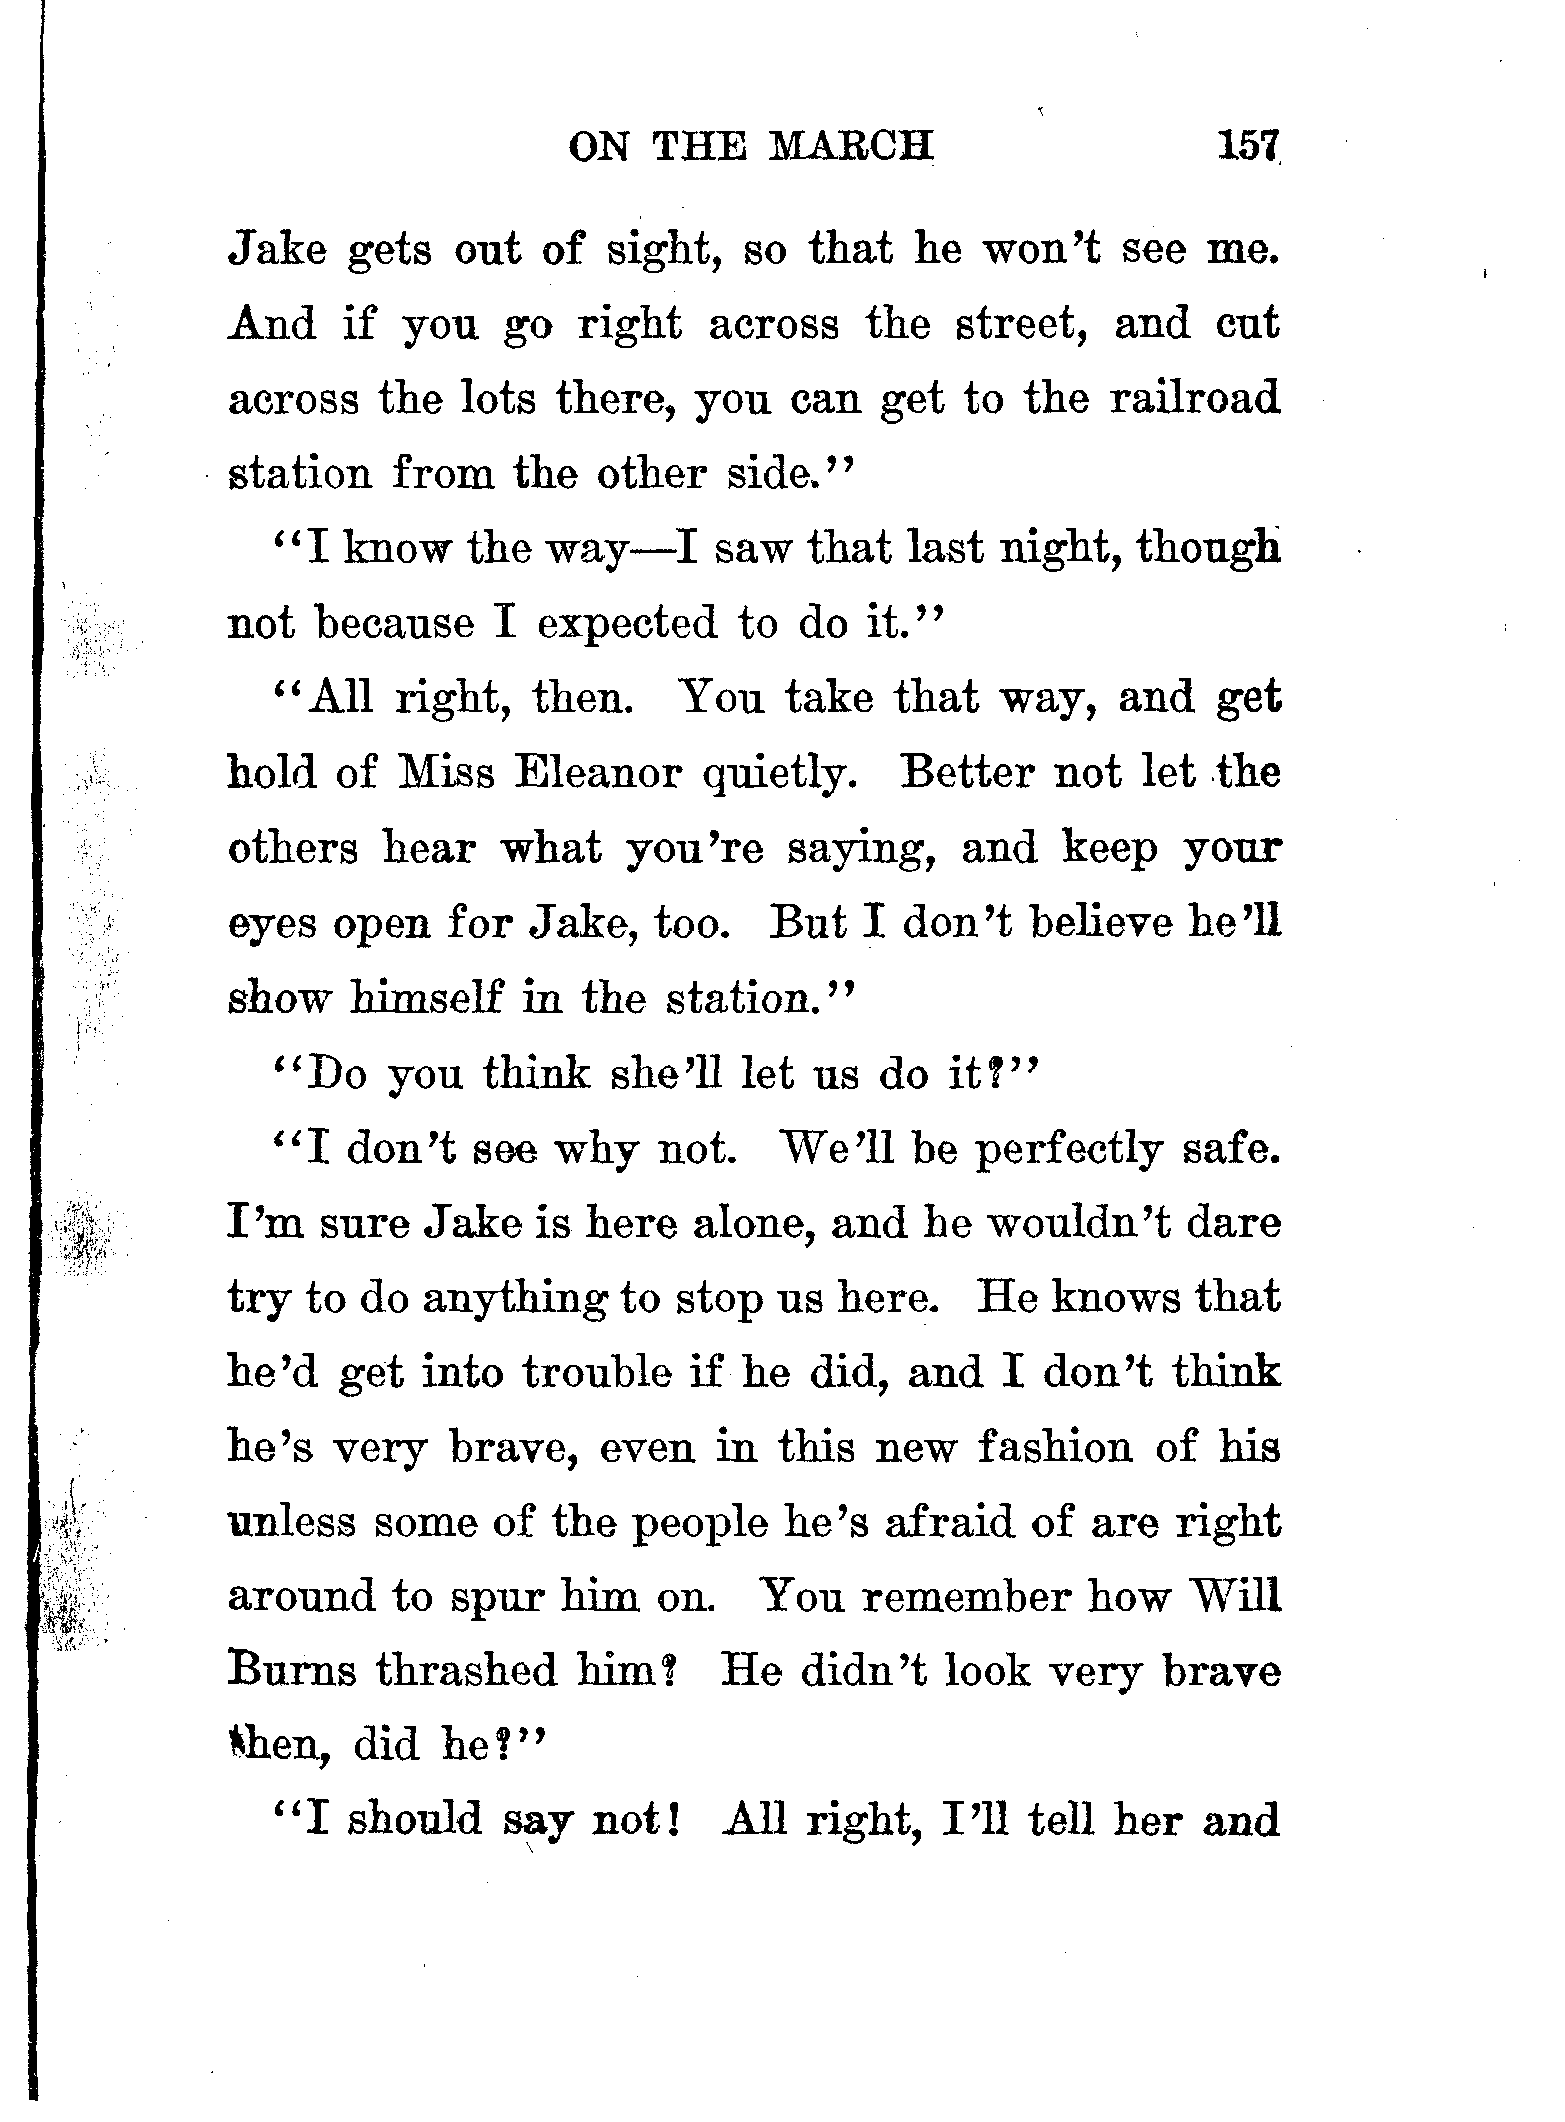 ON THE MARCH 157
Jake gets out of sight, so that he won't see me.
And if you go right across the street, and cut
across the lots there, you can get to the railroad
station from the other side."
"I know the way—I saw that last night, though
not because I expected to do it."
"All right, then. You take that way, and get
hold of Miss Eleanor quietly. Better not let the
others hear what you're saying, and keep your
eyes open for Jake, too. But I don't believe he'll
show himself in the station."
"Do you think she'll let us do it?"
"I don't see why not. We'll be perfectly safe.
I'm sure Jake is here alone, and he wouldn't dare
try to do anything to stop us here. He knows that
he'd get into trouble if he did, and I don't think
he's very brave, even in this new fashion of his
unless some of the people he's afraid of are right
around to spur him on. You remember how Will
Burns thrashed him? He didn't look very brave
then, did he?"
"I should say not! All right, I'll tell her and